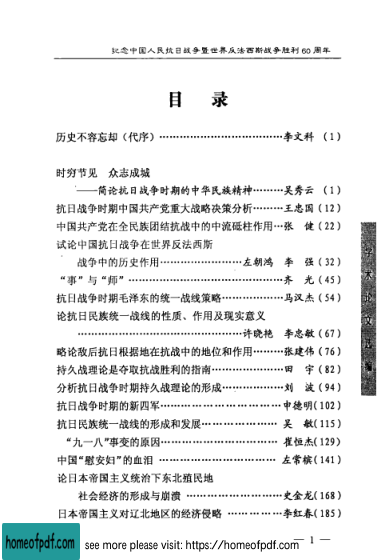 纪念中国人民抗日战争暨世界反法西斯战争胜利60周年
目 录
历史不容忘却（代序）……………………………李文科（1）
时穷节见 众志成城
——简论抗日战争时期的中华民族精神………吴秀云（1）
抗日战争时期中国共产党重大战略决策分析………王忠国（12）
中国共产党在全民族团结抗战中的中流砥柱作用…张 健（22）
试论中国抗日战争在世界反法西斯
战争中的历史作用……………………左朝鸿 李 强（32）
“事”与“师”……………………………………齐 光（45）
抗日战争时期毛泽东的统一战线策略………马汉杰（54）
论抗日民族统一战线的性质、作用及现实意义
……………………………………许晓艳 李忠敏（67）
略论敌后抗日根据地在抗战中的地位和作用………张建伟（76）
持久战理论是夺取抗战胜利的指南…………田 宇（82）
分析抗日战争时期持久战理论的形成…………刘 波（94）
抗日战争时期的新四军……………………申德明（102）
抗日民族统一战线的形成和发展…………… 吴 敏（115）
“九一八”事变的原因…………………… 崔恒杰（129）
中国“慰安妇”的血泪 ……………………左常槟（141）
论日本帝国主义统治下东北殖民地
社会经济的形成与崩溃 …………………史金龙（168）
日本帝国主义对辽北地区的经济侵略 ……………李红春（185）
学术论文选编
— 1 —
homeofpdf.com
see more please visit: https://homeofpdf.com